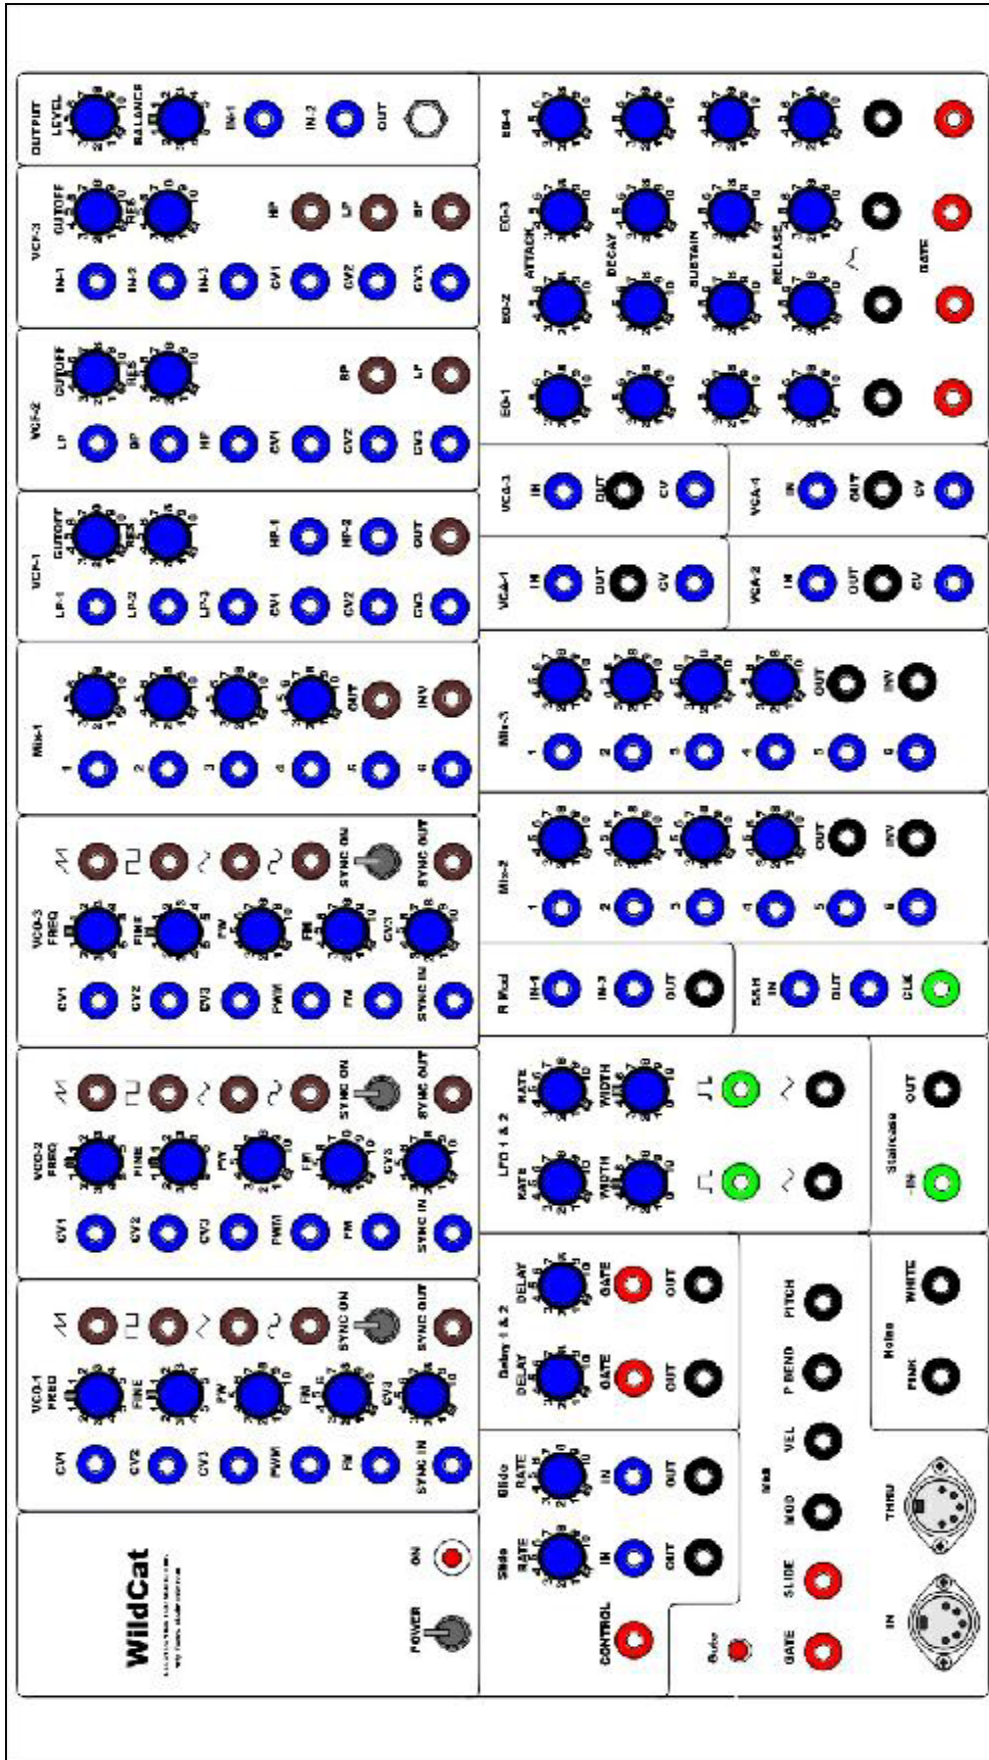 WildCat
POWER
ON
VCO-1
FREQ
FINE
PW
FM
CV3
CV1
CV2
CV3
PWM
FM
SYNC IN
SYNC ON
SYNC OUT
VCO-2
FREQ
FINE
PW
FM
CV3
CV1
CV2
CV3
PWM
FM
SYNC IN
SYNC ON
SYNC OUT
VCO-3
FREQ
FINE
PW
FM
CV3
CV1
CV2
CV3
PWM
FM
SYNC IN
SYNC ON
SYNC OUT
Mix-1
1
2
3
4
5
6
OUT
INV
VCF-1
CUTOFF
RES
LP-1
LP-2
LP-3
CV1
CV2
CV3
HP-1
HP-2
OUT
VCF-2
CUTOFF
RES
LP
BP
HP
CV1
CV2
CV3
BP
LP
VCF-3
CUTOFF
RES
IN-1
IN-2
IN-3
CV1
CV2
CV3
HP
LP
BP
OUTPUT
LEVEL
BALANCE
IN-1
IN-2
OUT
Slide
RATE
IN
OUT
CONTROL
Glide
RATE
IN
OUT
Delay 1 & 2
DELAY
DELAY
GATE
GATE
OUT
OUT
LFO 1 & 2
RATE
RATE
WIDTH
WIDTH
R Mod
IN-1
IN-2
OUT
S&H
IN
OUT
CLK
Mix-2
1
2
3
4
5
6
OUT
INV
Mix-3
1
2
3
4
5
6
OUT
INV
VCA-1
IN
OUT
CV
VCA-2
IN
OUT
CV
VCA-3
IN
OUT
CV
VCA-4
IN
OUT
CV
EG-1
EG-2
EG-3
EG-4
ATTACK
DECAY
SUSTAIN
RELEASE
GATE
Gate
GATE
SLIDE
MOD
VEL
P BEND
PITCH
Midi
IN
THRU
Noise
PINK
WHITE
Staircase
-IN
OUT